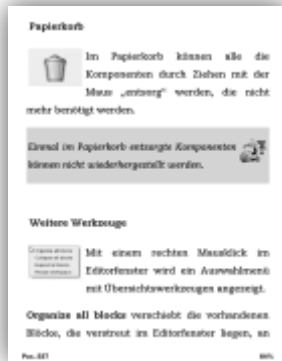 Papierkorb
Im Papierkorb können alle die
Komponenten durch Ziehen mit der
Maus „entsorg“ werden, die nicht
mehr benötigt werden.
Einmal im Papierkorb entsorgte Komponenten
können nicht wiederhergestellt werden.
Weitere Werkzeuge
Mit einem rechten Mausklick im
Editorfenster wird ein Auswahlmenü
mit Übersichtswerkzeugen angezeigt.
Organize all blocks verschiebt die vorhandenen
Blöcke, die verstreut im Editorfenster liegen, an
Pos. 527